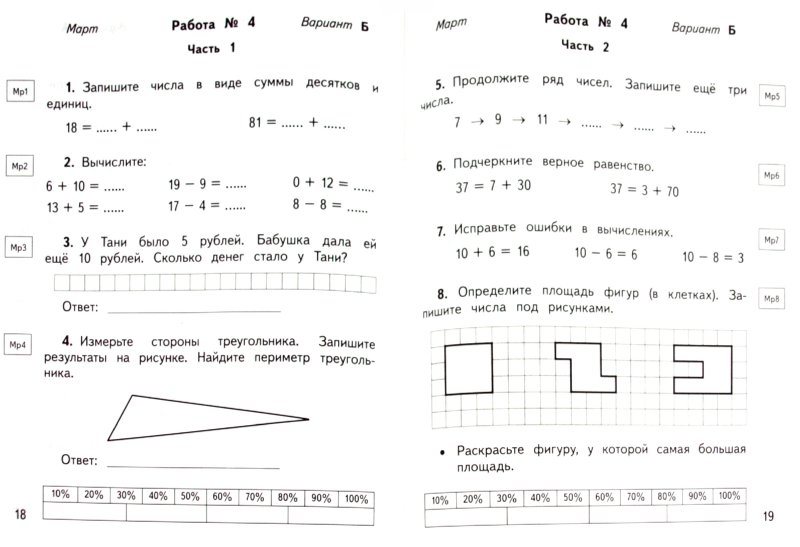 Март Работа № 4 Вариант Б
Часть 1
Мр1
1. Запишите числа в виде суммы десятков и
единиц.
18 = ...... + ...... 81 = ...... + ......
Мр2
2. Вычислите:
6 + 10 = ...... 19 − 9 = ...... 0 + 12 = ......
13 + 5 = ...... 17 − 4 = ...... 8 − 8 = ......
Мр3
3. У Тани было 5 рублей. Бабушка дала ей
ещё 10 рублей. Сколько денег стало у Тани?
Ответ:
Мр4
4. Измерьте стороны треугольника. Запишите
результаты на рисунке. Найдите периметр треуголь-
ника.
Ответ:
10% 20% 30% 40% 50% 60% 70% 80% 90% 100%
18
Март Работа № 4 Вариант Б
Часть 2
5. Продолжите ряд чисел. Запишите ещё три
числа.
Мр5
7 → 9 → 11 → ...... → ...... → ......
6. Подчеркните верное равенство.
Мр6
37 = 7 + 30 37 = 3 + 70
7. Исправьте ошибки в вычислениях.
Мр7
10 + 6 = 16 10 − 6 = 6 10 − 8 = 3
8. Определите площадь фигур (в клетках). За-
пишите числа под рисунками.
Мр8
• Раскрасьте фигуру, у которой самая большая
площадь.
10% 20% 30% 40% 50% 60% 70% 80% 90% 100%
19